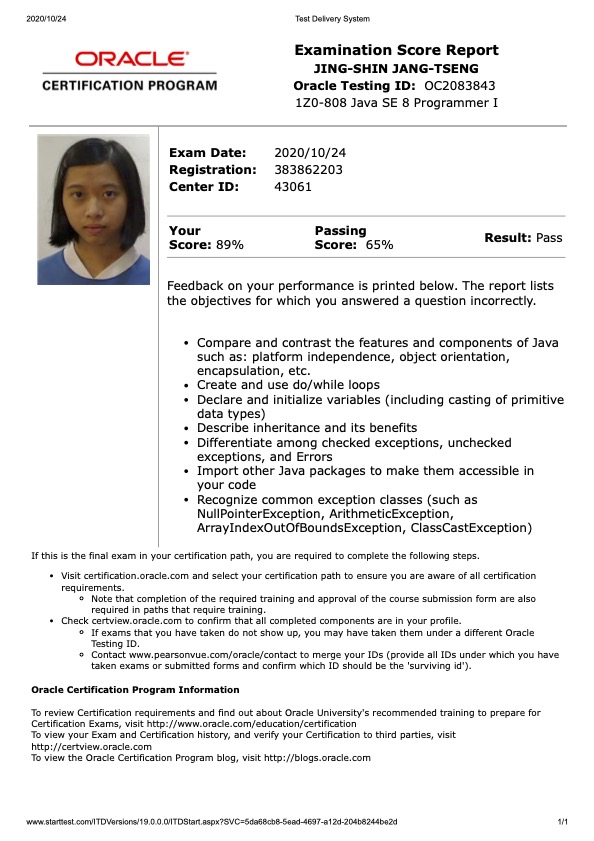 2020/10/24 Test Delivery System
ORACLE
CERTIFICATION PROGRAM
Examination Score Report
JING-SHIN JANG-TSENG
Oracle Testing ID: OC2083843
1Z0-808 Java SE 8 Programmer I
Exam Date: 2020/10/24
Registration: 383862203
Center ID: 43061
Your Score: 89%
Passing Score: 65%
Result: Pass
Feedback on your performance is printed below. The report lists
the objectives for which you answered a question incorrectly.
• Compare and contrast the features and components of Java
such as: platform independence, object orientation,
encapsulation, etc.
• Create and use do/while loops
• Declare and initialize variables (including casting of primitive
data types)
• Describe inheritance and its benefits
• Differentiate among checked exceptions, unchecked
exceptions, and Errors
• Import other Java packages to make them accessible in
your code
• Recognize common exception classes (such as
NullPointerException, ArithmeticException,
ArrayIndexOutOfBoundsException, ClassCastException)
If this is the final exam in your certification path, you are required to complete the following steps.
• Visit certification.oracle.com and select your certification path to ensure you are aware of all certification
requirements.
◦ Note that completion of the required training and approval of the course submission form are also
required in paths that require training.
• Check certview.oracle.com to confirm that all completed components are in your profile.
◦ If exams that you have taken do not show up, you may have taken them under a different Oracle
Testing ID.
◦ Contact www.pearsonvue.com/oracle/contact to merge your IDs (provide all IDs under which you have
taken exams or submitted forms and confirm which ID should be the 'surviving id').
Oracle Certification Program Information
To review Certification requirements and find out about Oracle University's recommended training to prepare for
Certification Exams, visit http://www.oracle.com/education/certification
To view your Exam and Certification history, and verify your Certification to third parties, visit
http://certview.oracle.com
To view the Oracle Certification Program blog, visit http://blogs.oracle.com
www.starttest.com/ITDVersions/19.0.0.0/ITDStart.aspx?SVC=5da68cb8-5ead-4697-a12d-204b8244be2d 1/1